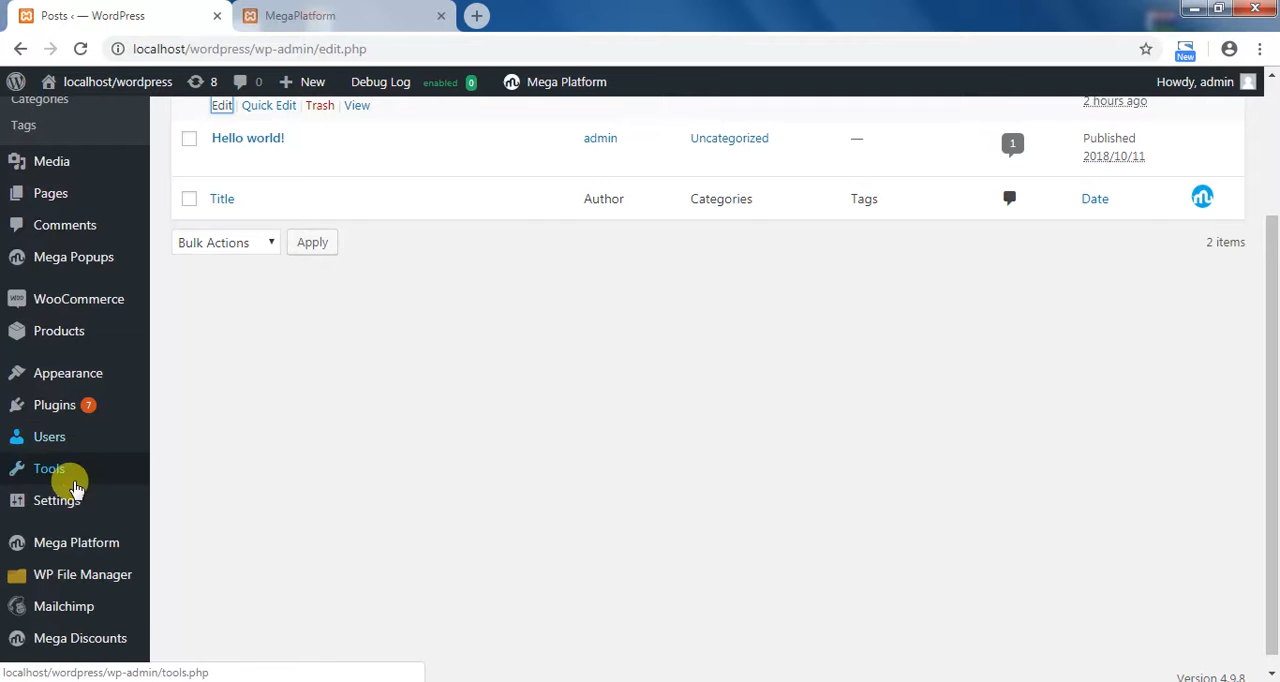 Posts ‹ — WordPress
MegaPlatform
localhost/wordpress/wp-admin/edit.php
New
localhost/wordpress 8 0 New Debug Log enabled 0 Mega Platform Howdy, admin
Categories
Tags
Media
Pages
Comments
Mega Popups
WooCommerce
Products
Appearance
Plugins 7
Users
Tools
Settings
Mega Platform
WP File Manager
Mailchimp
Mega Discounts
Edit | Quick Edit | Trash | View
2 hours ago
Hello world! admin Uncategorized — 1 Published
2018/10/11
Title Author Categories Tags Date
Bulk Actions Apply 2 items
Version 4.9.8
localhost/wordpress/wp-admin/tools.php